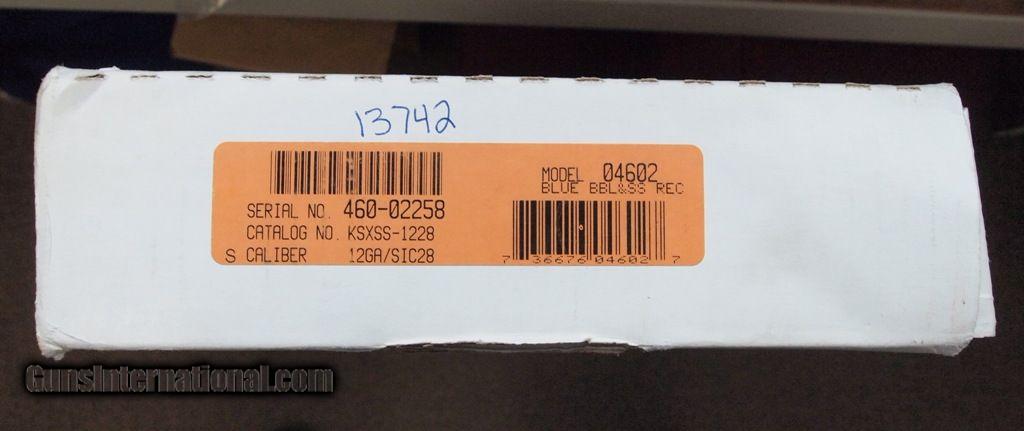 13742
MODEL 04602
BLUE BBL&SS REC
SERIAL NO. 460-02258
CATALOG NO. KSXSS-1228
S CALIBER 12GA/SIC28
7 36676 04602 7
GunsInternational.com